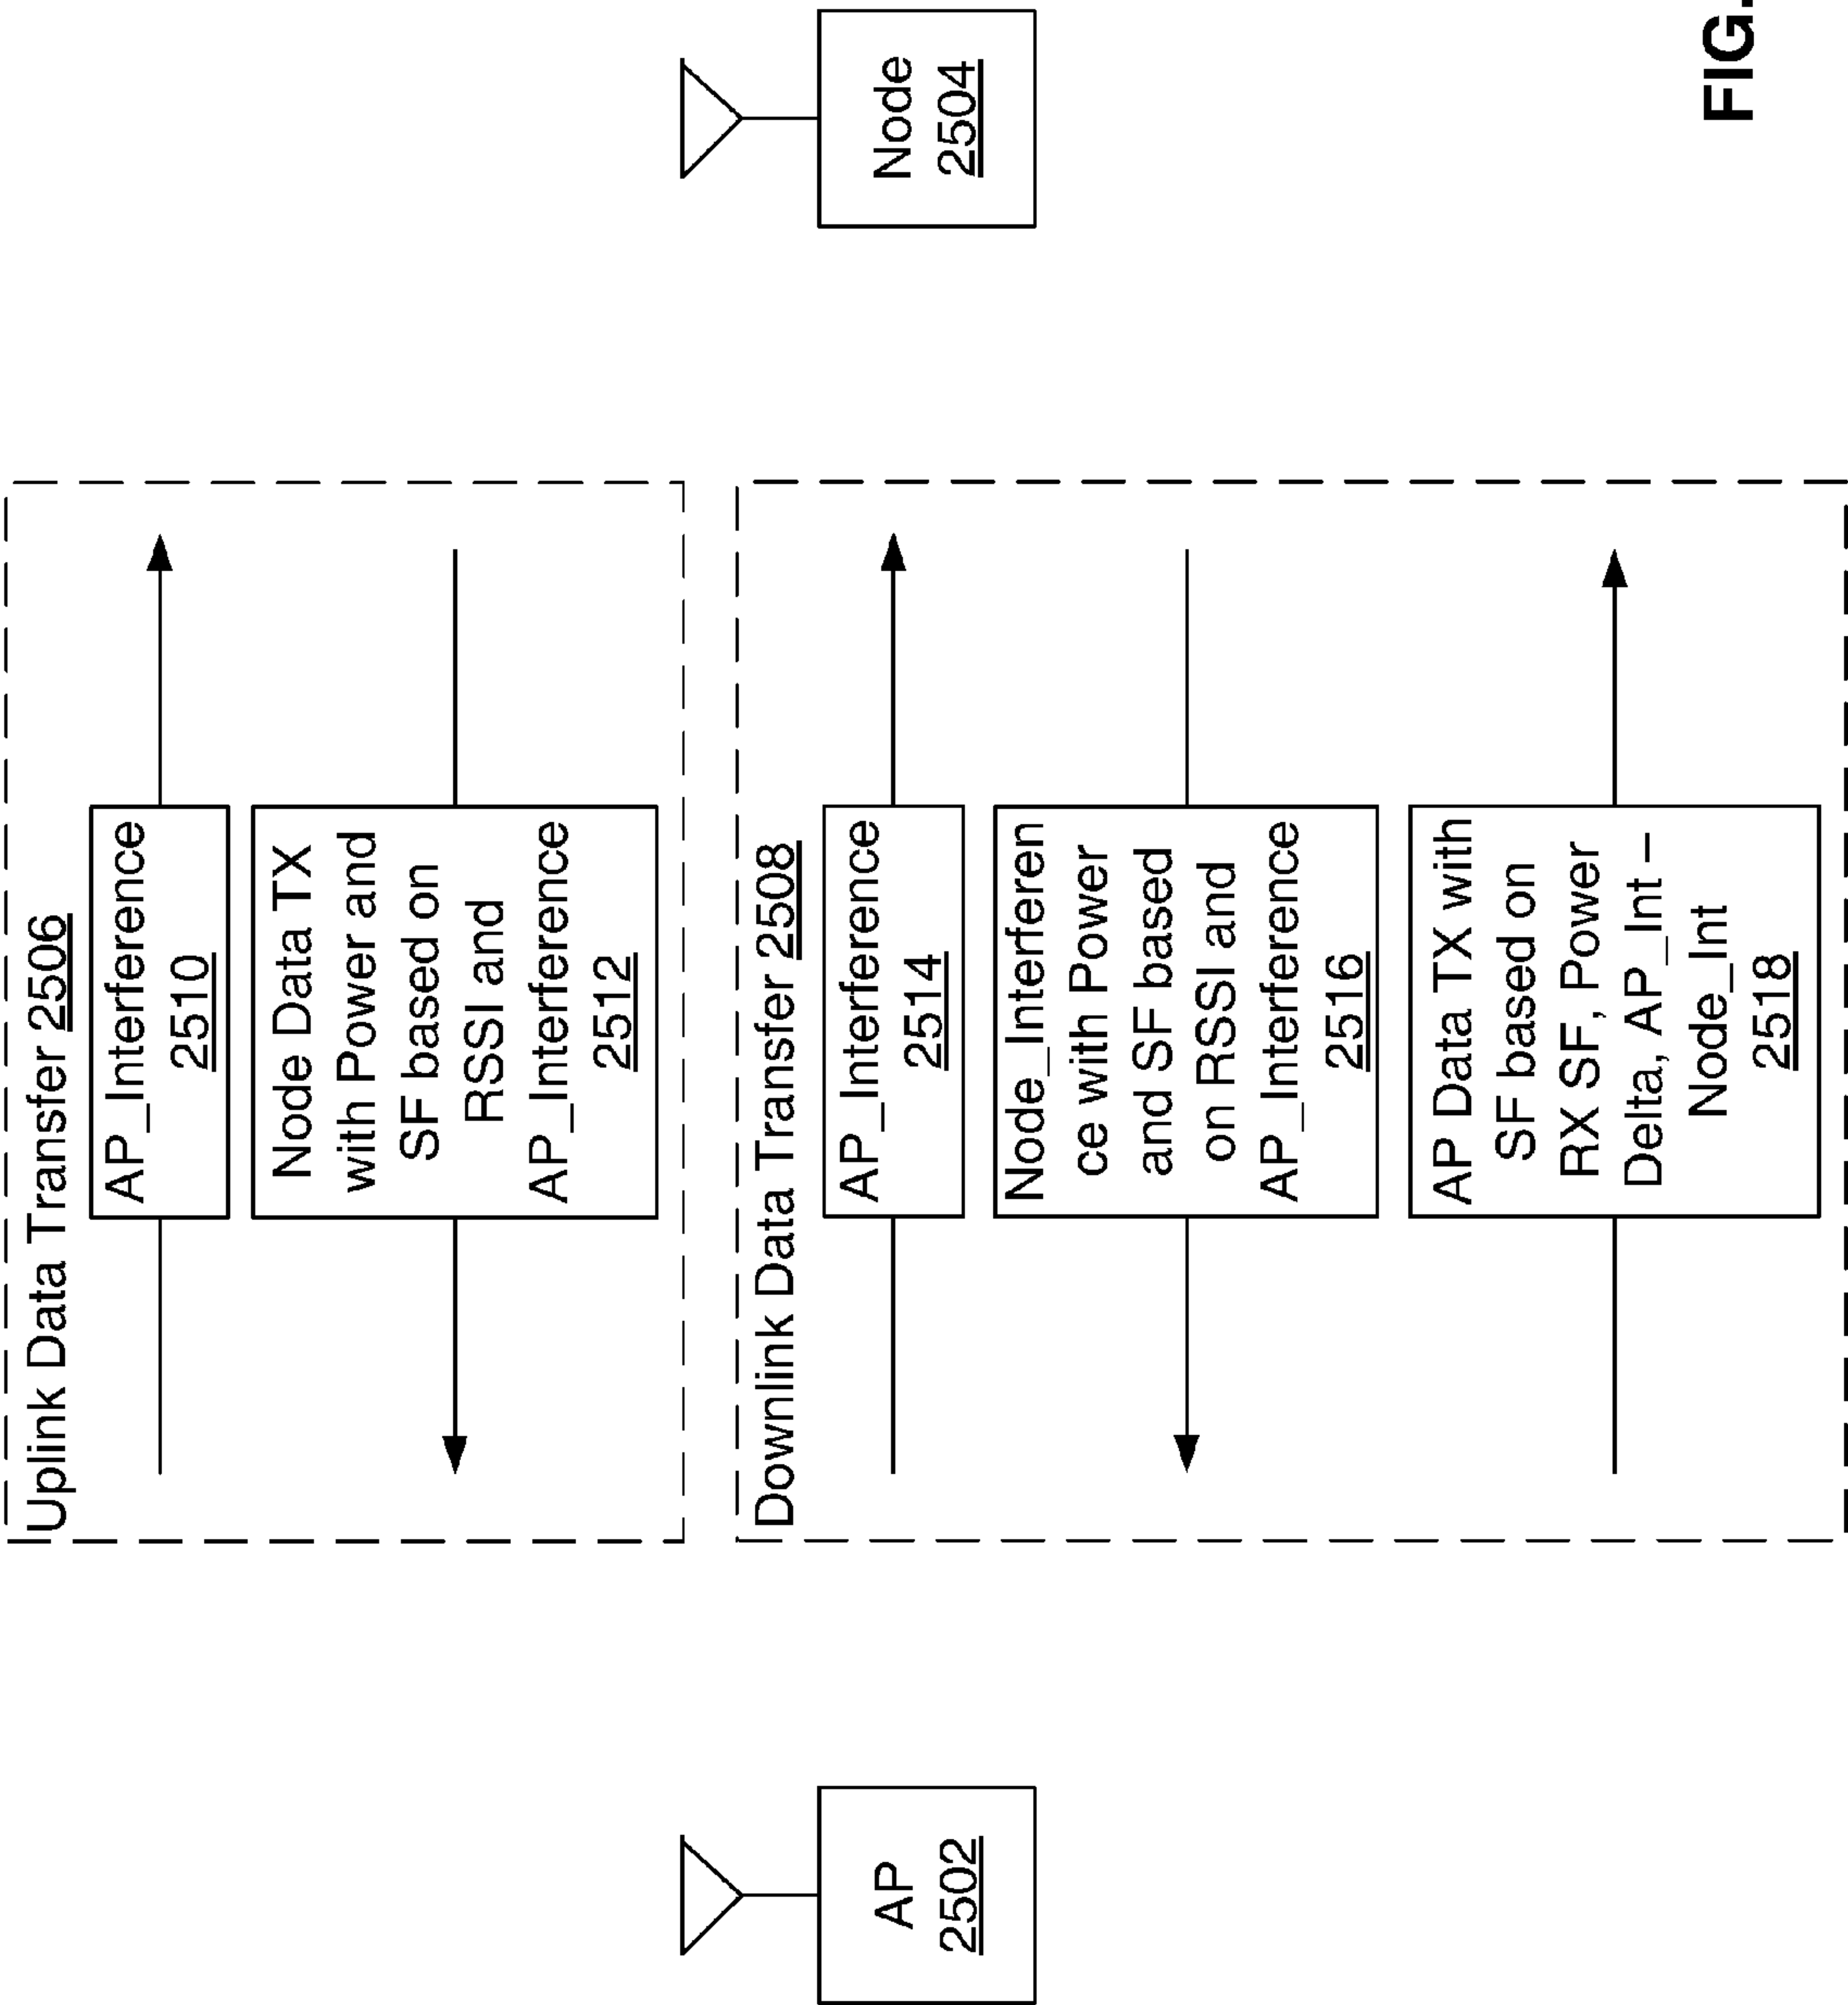 Uplink Data Transfer 2506
AP_Interference
2510
Node Data TX
with Power and
SF based on
RSSI and
AP_Interference
2512
AP
2502
Node
2504
Downlink Data Transfer 2508
AP_Interference
2514
Node_Interferen
ce with Power
and SF based
on RSSI and
AP_Interference
2516
AP Data TX with
SF based on
RX SF, Power
Delta, AP_Int –
Node_Int
2518
FIG.